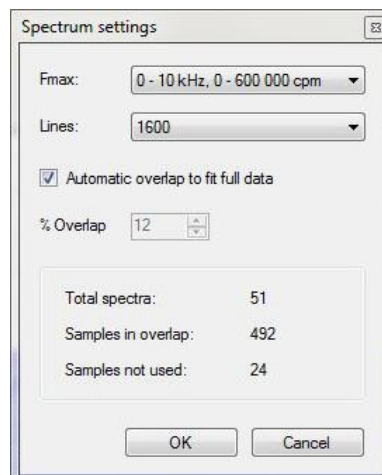 Spectrum settings
Fmax: 0 - 10 kHz, 0 - 600 000 cpm
Lines: 1600
Automatic overlap to fit full data
% Overlap 12
Total spectra: 51
Samples in overlap: 492
Samples not used: 24
OK Cancel